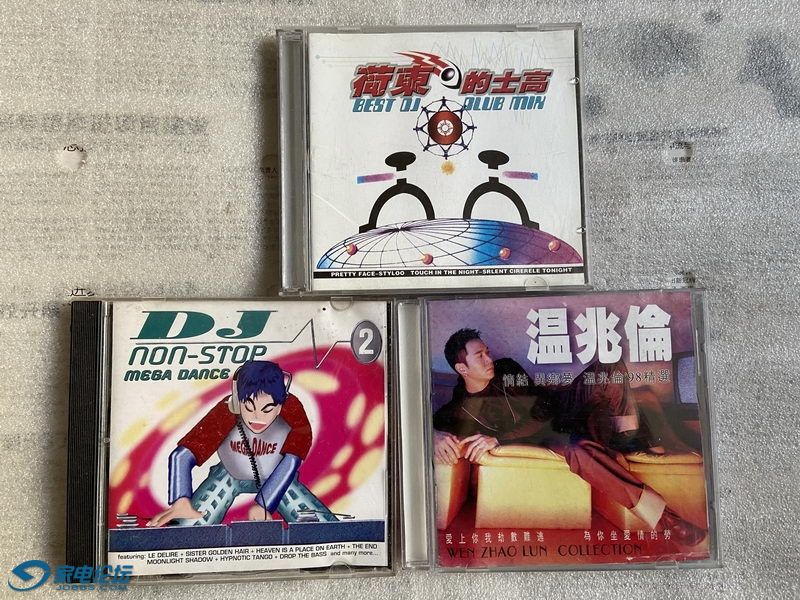 荷東的士高
BEST DJ CLUB MIX
PRETTY FACE-STYLOO TOUCH IN THE NIGHT-SRLENT CIRERELE TONIGHT
DJ
NON-STOP
MEGA DANCE
2
MEGA DANCE
featuring: LE DELIRE + SISTER GOLDEN HAIR + HEAVEN IS A PLACE ON EARTH + THE END
MOONLIGHT SHADOW + HYPNOTIC TANGO + DROP THE BASS and many more...
温兆倫
情結 異鄉夢 溫兆倫'98精選
愛上你我劫數難逃 為你坐愛情的勞
WEN ZHAO LUN COLLECTION
家电论坛
JDBBS.COM